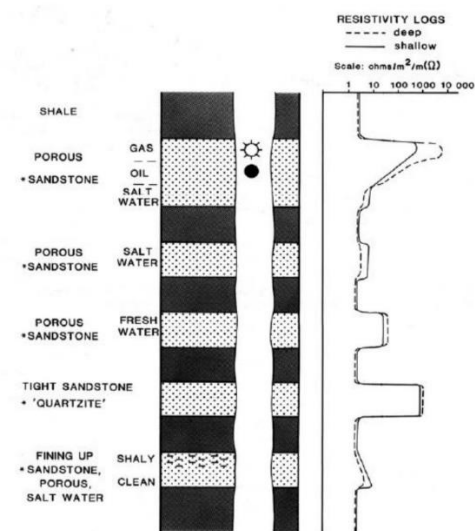 RESISTIVITY LOGS
deep
shallow
Scale: ohms/m²/m(Ω)
1 10 100 1000 10 000
SHALE
GAS
POROUS
*SANDSTONE
OIL
SALT
WATER
POROUS
*SANDSTONE
SALT
WATER
POROUS
*SANDSTONE
FRESH
WATER
TIGHT SANDSTONE
+ 'QUARTZITE'
FINING UP
*SANDSTONE,
POROUS,
SALT WATER
SHALY
CLEAN